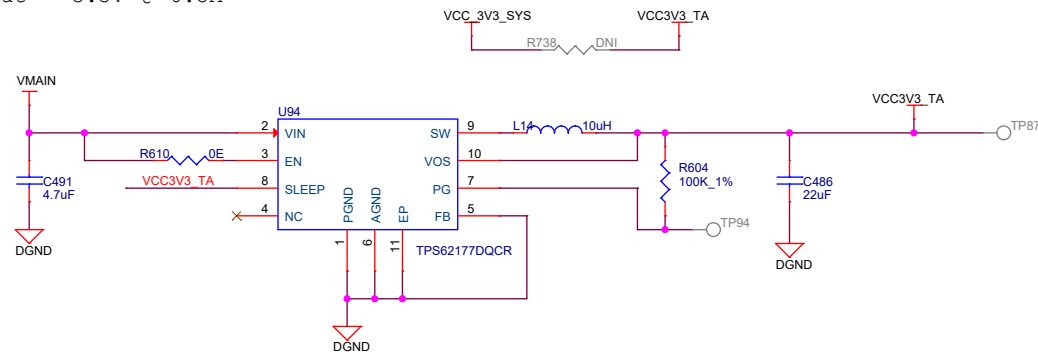 VCC_3V3_SYS VCC3V3_TA
R738 DNI
VMAIN
VCC3V3_TA
U94
2 VIN SW 9 L14 10uH TP87
R610 0E 3 EN VOS 10
C491
4.7uF
VCC3V3_TA 8 SLEEP PG 7
R604
100K_1%
C486
22uF
4 NC FB 5
PGND AGND EP
TP94
1 6 11 TPS62177DQCR
DGND
DGND
DGND